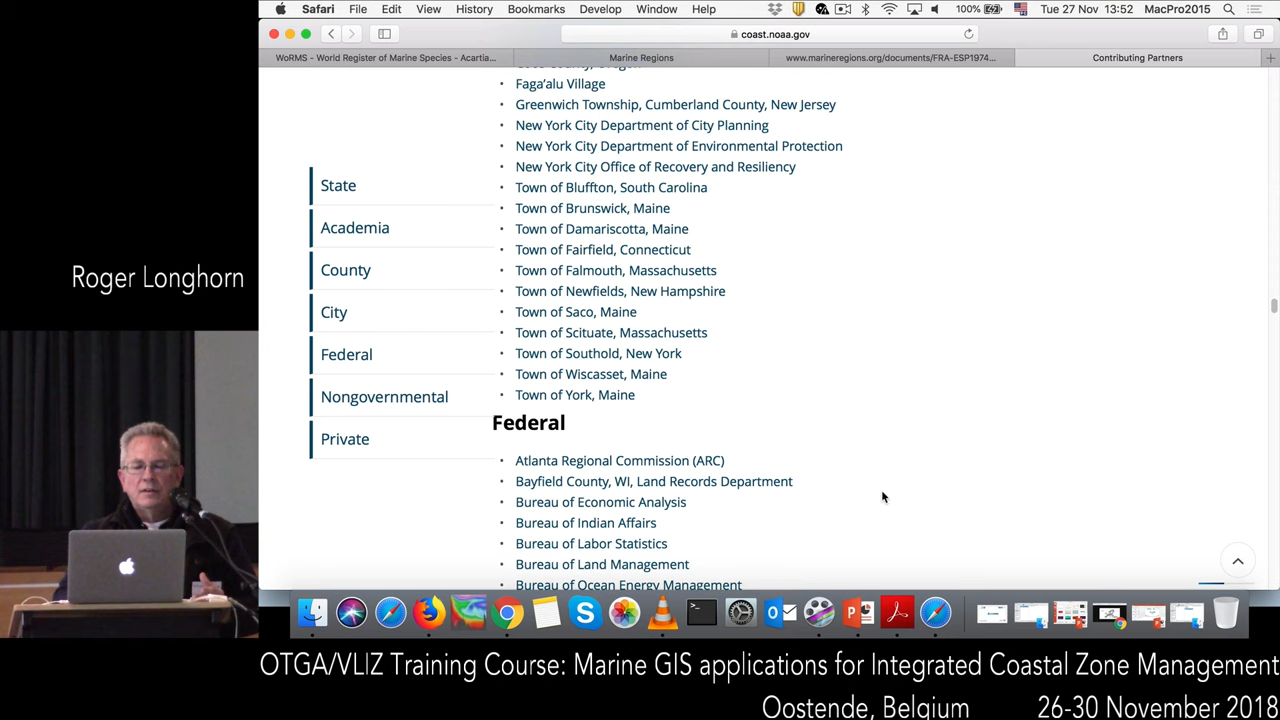 Safari File Edit View History Bookmarks Develop Window Help 100% Tue 27 Nov 13:52 MacPro2015
coast.noaa.gov
WoRMS - World Register of Marine Species - Acartia... Marine Regions www.marineregions.org/documents/FRA-ESP1974... Contributing Partners
• Faga'alu Village
• Greenwich Township, Cumberland County, New Jersey
• New York City Department of City Planning
• New York City Department of Environmental Protection
• New York City Office of Recovery and Resiliency
• Town of Bluffton, South Carolina
• Town of Brunswick, Maine
• Town of Damariscotta, Maine
• Town of Fairfield, Connecticut
• Town of Falmouth, Massachusetts
• Town of Newfields, New Hampshire
• Town of Saco, Maine
• Town of Scituate, Massachusetts
• Town of Southold, New York
• Town of Wiscasset, Maine
• Town of York, Maine
Federal
• Atlanta Regional Commission (ARC)
• Bayfield County, WI, Land Records Department
• Bureau of Economic Analysis
• Bureau of Indian Affairs
• Bureau of Labor Statistics
• Bureau of Land Management
• Bureau of Ocean Energy Management
State
Academia
County
City
Federal
Nongovernmental
Private
Roger Longhorn
OTGA/VLIZ Training Course: Marine GIS applications for Integrated Coastal Zone Management
Oostende, Belgium 26-30 November 2018